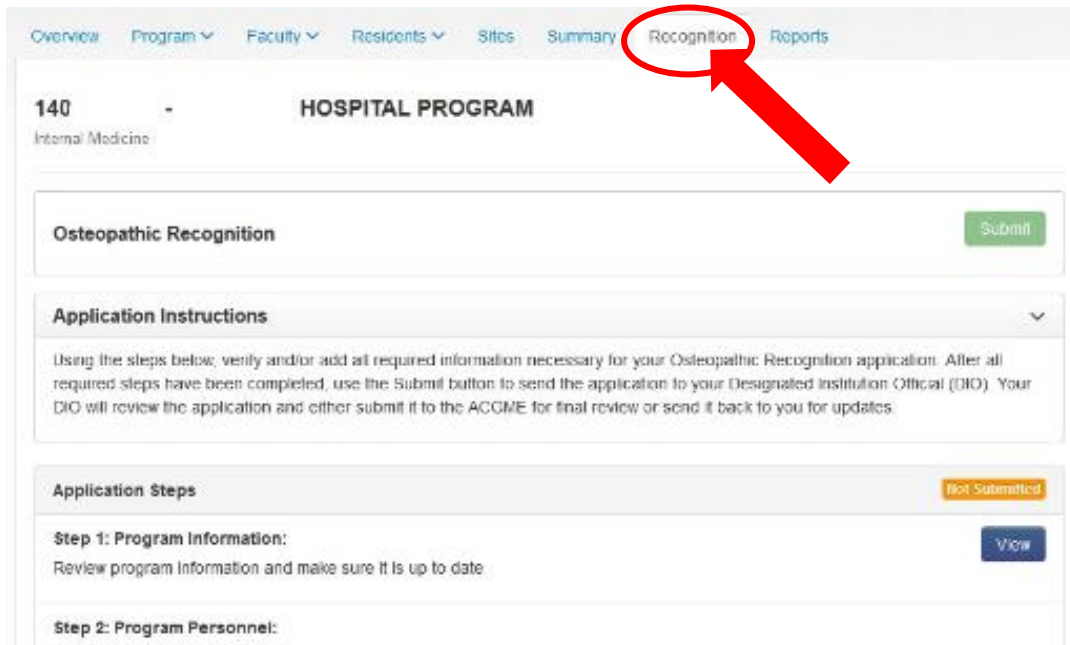 Overview Program Faculty Residents Sites Summary Recognition Reports
140 - HOSPITAL PROGRAM
Internal Medicine
Osteopathic Recognition Submit
Application Instructions
Using the steps below, verify and/or add all required information necessary for your Osteopathic Recognition application. After all
required steps have been completed, use the Submit button to send the application to your Designated Institution Official (DIO). Your
DIO will review the application and either submit it to the ACGME for final review or send it back to you for updates.
Application Steps Not Submitted
Step 1: Program Information: View
Review program information and make sure it is up to date
Step 2: Program Personnel: